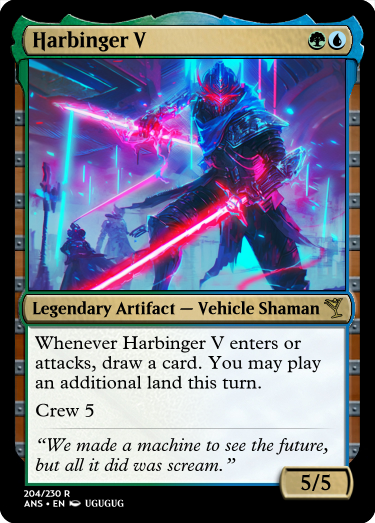 Harbinger V
Legendary Artifact — Vehicle Shaman
Whenever Harbinger V enters or
attacks, draw a card. You may play
an additional land this turn.
Crew 5
“We made a machine to see the future,
but all it did was scream.”
5/5
204/230 R
ANS • EN UGUGUG